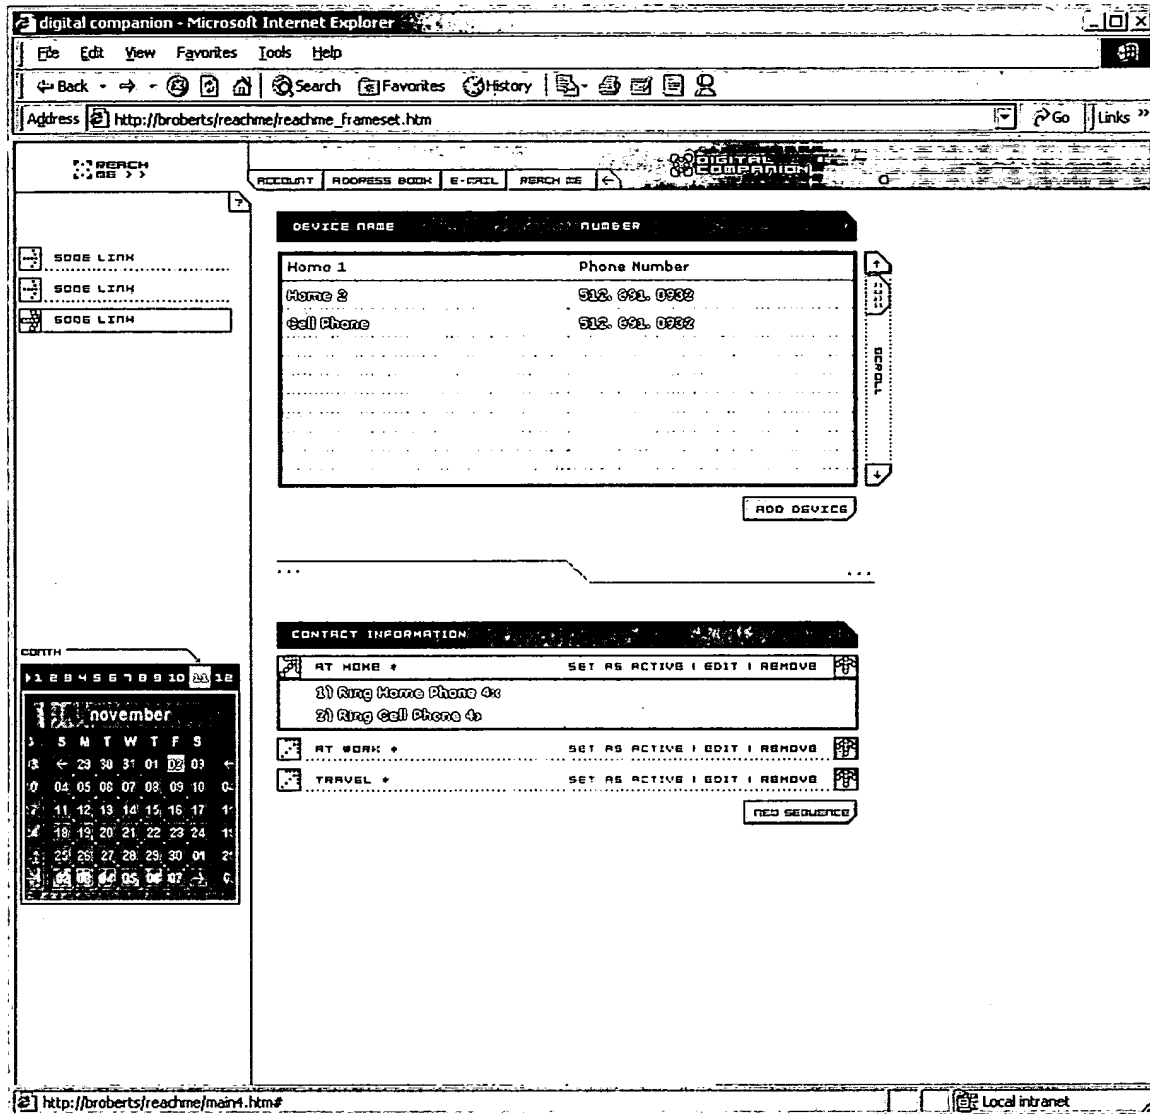 digital companion - Microsoft Internet Explorer
File Edit View Favorites Tools Help
Back Search Favorites History
Address http://broberts/reachme/reachme_frameset.htm Go Links »
REACH
ME > >
DIGITAL
COMPANION
ACCOUNT ADDRESS BOOK E-MAIL REACH ME ←
?
DEVICE NAME NUMBER
SOME LINK
SOME LINK
SOME LINK
Home 1 Phone Number
Home 2 512. 691. 0932
Cell Phone 512. 691. 0932
SCROLL
ADD DEVICE
CONTACT INFORMATION
AT HOME * SET AS ACTIVE | EDIT | REMOVE
1) Ring Home Phone 4x
2) Ring Cell Phone 4x
AT WORK * SET AS ACTIVE | EDIT | REMOVE
TRAVEL * SET AS ACTIVE | EDIT | REMOVE
NEW SEQUENCE
MONTH
1 2 3 4 5 6 7 8 9 10 11 12
november
S M T W T F S
← 29 30 31 01 02 03 ←
04 05 06 07 08 09 10
11 12 13 14 15 16 17
18 19 20 21 22 23 24
25 26 27 28 29 30 01
02 03 04 05 06 07 →
http://broberts/reachme/main4.htm# Local intranet